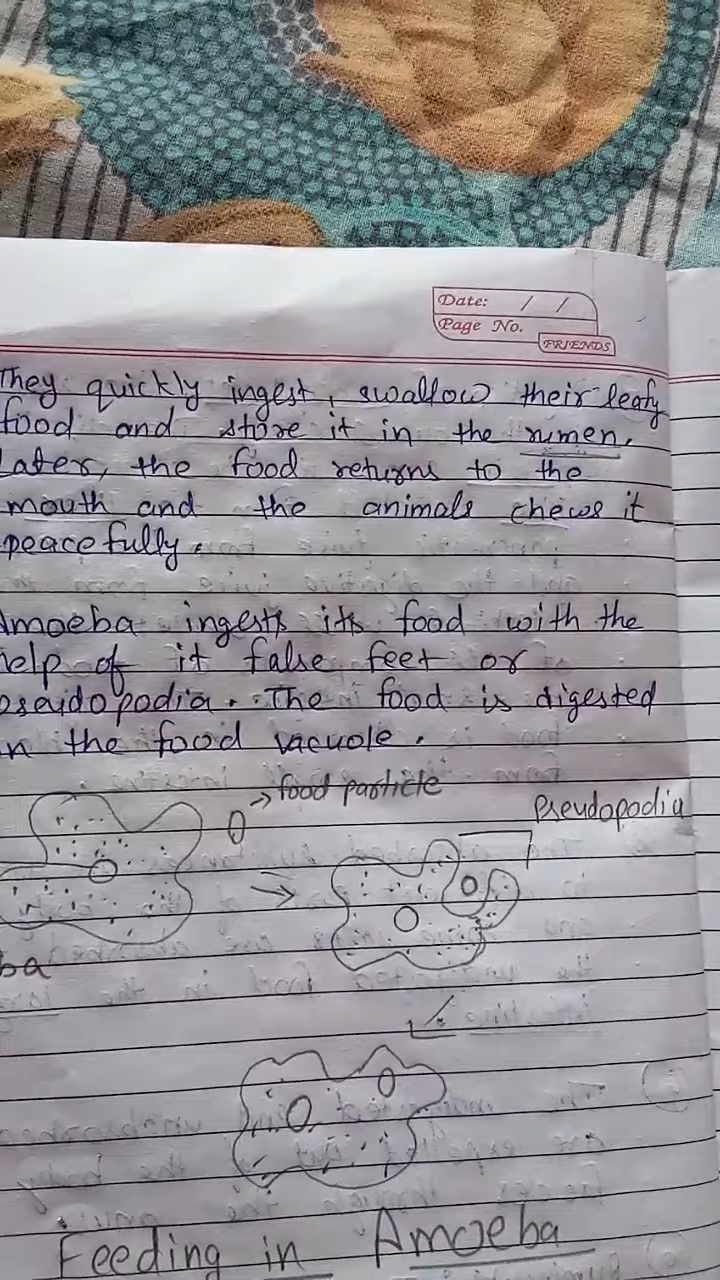 Date: / /
Page No.
FRIENDS
They quickly ingest, swallow their leafy
food and store it in the rumen.
Later, the food returns to the
mouth and the animals chews it
peacefully.
Amoeba ingests its food with the
help of it false feet or
pseidopodia. The food is digested
in the food vacuole.
food particle
Pseudopodia
ba
Feeding in Amoeba